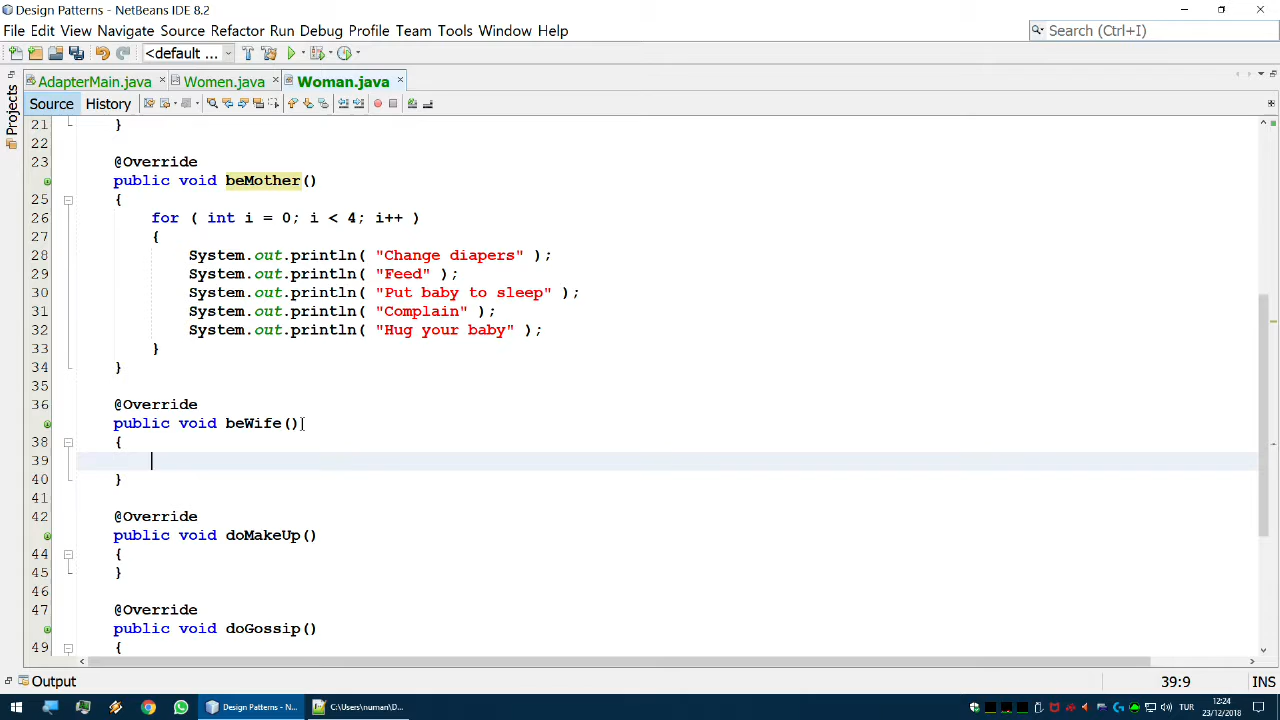 Design Patterns - NetBeans IDE 8.2
File Edit View Navigate Source Refactor Run Debug Profile Team Tools Window Help
Search (Ctrl+I)
<default ...
AdapterMain.java Women.java Woman.java
Projects
Source History
21 }
22
23 @Override
public void beMother()
25 {
26 for ( int i = 0; i < 4; i++ )
27 {
28 System.out.println( "Change diapers" );
29 System.out.println( "Feed" );
30 System.out.println( "Put baby to sleep" );
31 System.out.println( "Complain" );
32 System.out.println( "Hug your baby" );
33 }
34 }
35
36 @Override
public void beWife()
38 {
39
40 }
41
42 @Override
public void doMakeUp()
44 {
45 }
46
47 @Override
public void doGossip()
49 {
Output
39:9 INS
Design Patterns - N... C:\Users\numan\D... TUR 12:24
23/12/2018